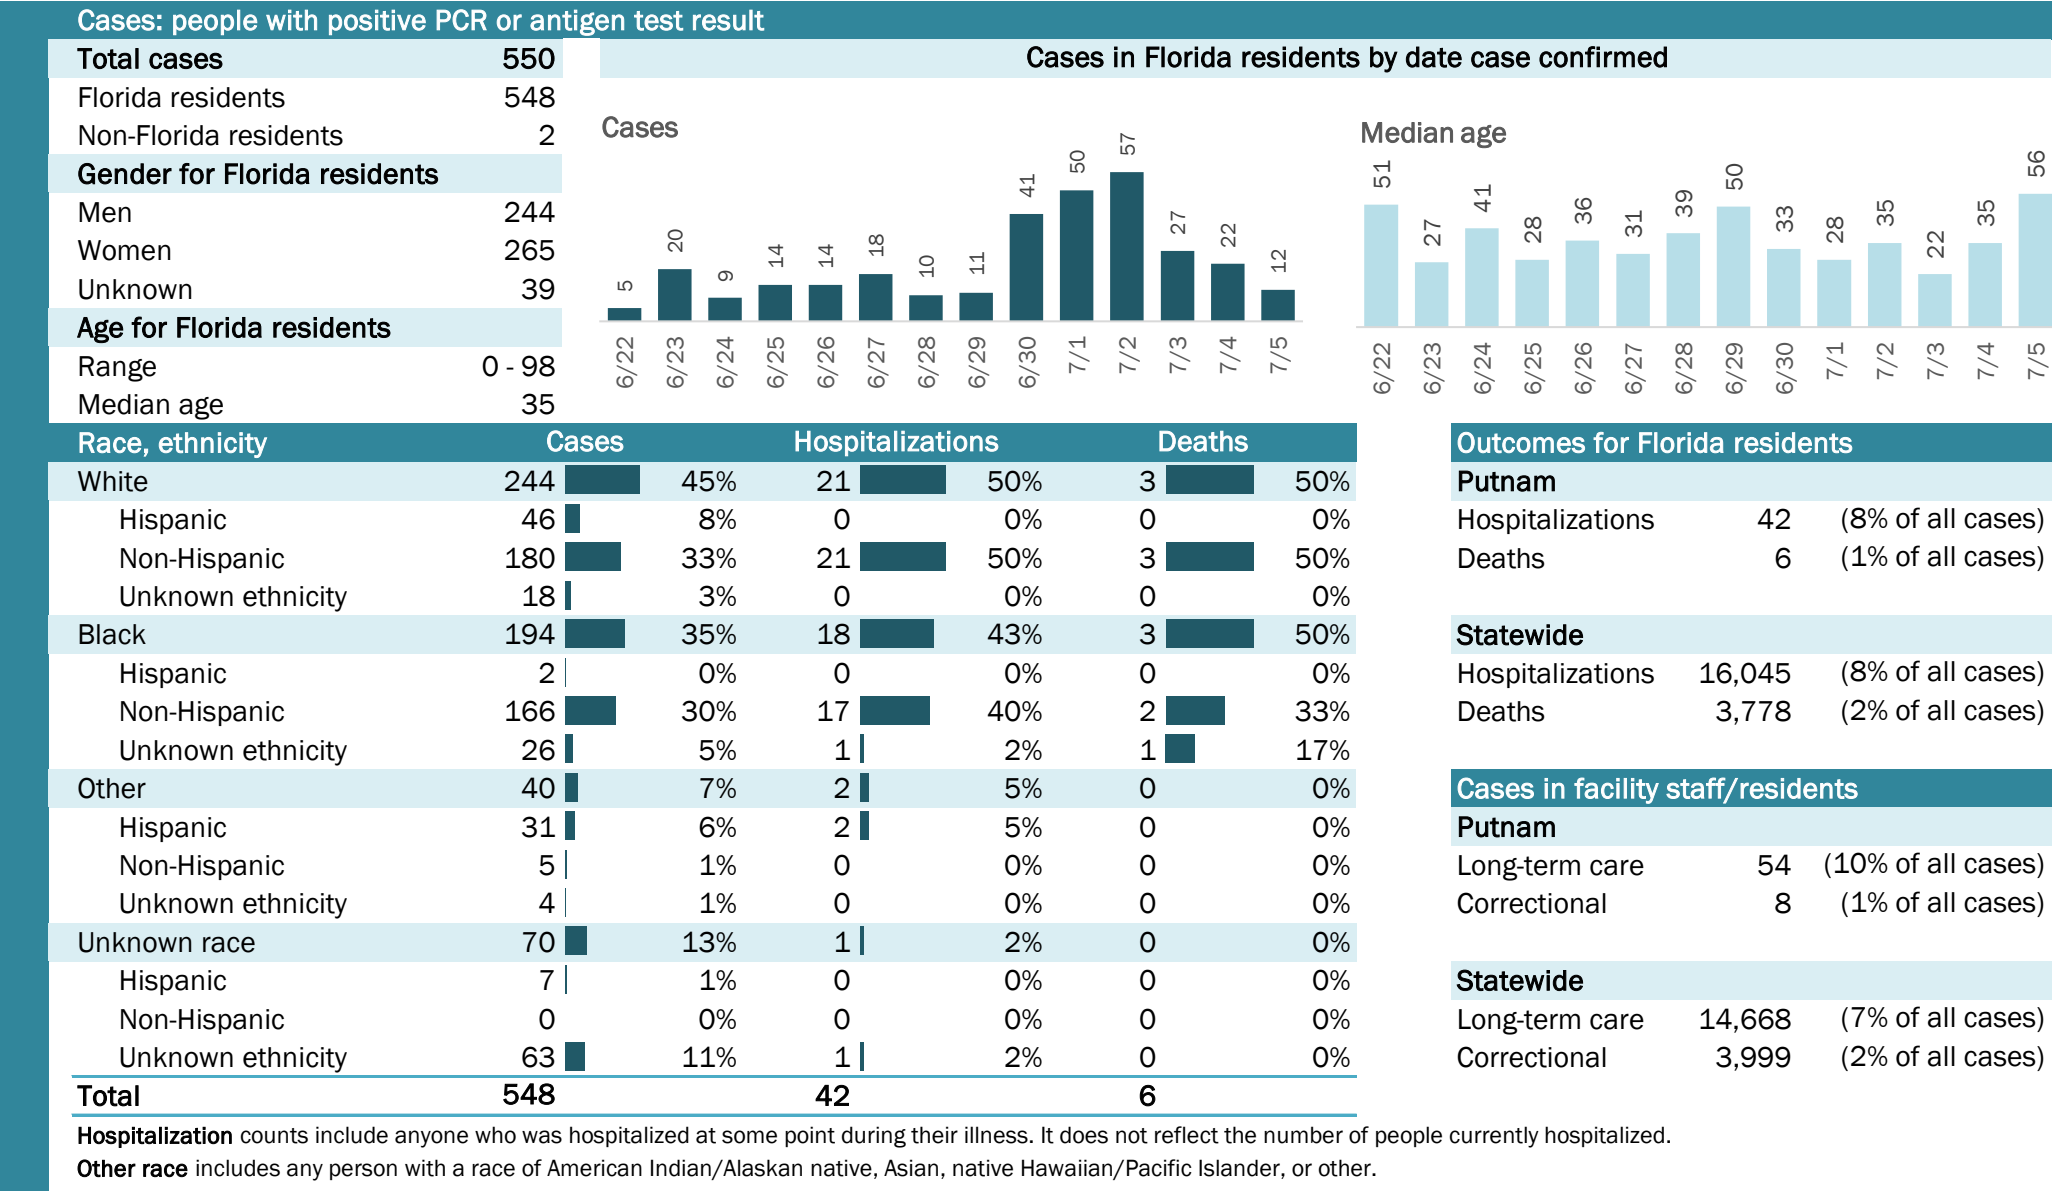 Cases: people with positive PCR or antigen test result
Total cases 550
Florida residents 548
Non-Florida residents 2
Gender for Florida residents
Men 244
Women 265
Unknown 39
Age for Florida residents
Range 0 - 98
Median age 35
Cases in Florida residents by date case confirmed
Cases
5 20 9 14 14 18 10 11 41 50 57 27 22 12
6/22 6/23 6/24 6/25 6/26 6/27 6/28 6/29 6/30 7/1 7/2 7/3 7/4 7/5
Median age
51 27 41 28 36 31 39 50 33 28 35 22 35 56
6/22 6/23 6/24 6/25 6/26 6/27 6/28 6/29 6/30 7/1 7/2 7/3 7/4 7/5
Race, ethnicity Cases Hospitalizations Deaths
White 244 45% 21 50% 3 50%
Hispanic 46 8% 0 0% 0 0%
Non-Hispanic 180 33% 21 50% 3 50%
Unknown ethnicity 18 3% 0 0% 0 0%
Black 194 35% 18 43% 3 50%
Hispanic 2 0% 0 0% 0 0%
Non-Hispanic 166 30% 17 40% 2 33%
Unknown ethnicity 26 5% 1 2% 1 17%
Other 40 7% 2 5% 0 0%
Hispanic 31 6% 2 5% 0 0%
Non-Hispanic 5 1% 0 0% 0 0%
Unknown ethnicity 4 1% 0 0% 0 0%
Unknown race 70 13% 1 2% 0 0%
Hispanic 7 1% 0 0% 0 0%
Non-Hispanic 0 0% 0 0% 0 0%
Unknown ethnicity 63 11% 1 2% 0 0%
Total 548 42 6
Outcomes for Florida residents
Putnam
Hospitalizations 42 (8% of all cases)
Deaths 6 (1% of all cases)
Statewide
Hospitalizations 16,045 (8% of all cases)
Deaths 3,778 (2% of all cases)
Cases in facility staff/residents
Putnam
Long-term care 54 (10% of all cases)
Correctional 8 (1% of all cases)
Statewide
Long-term care 14,668 (7% of all cases)
Correctional 3,999 (2% of all cases)
Hospitalization counts include anyone who was hospitalized at some point during their illness. It does not reflect the number of people currently hospitalized.
Other race includes any person with a race of American Indian/Alaskan native, Asian, native Hawaiian/Pacific Islander, or other.